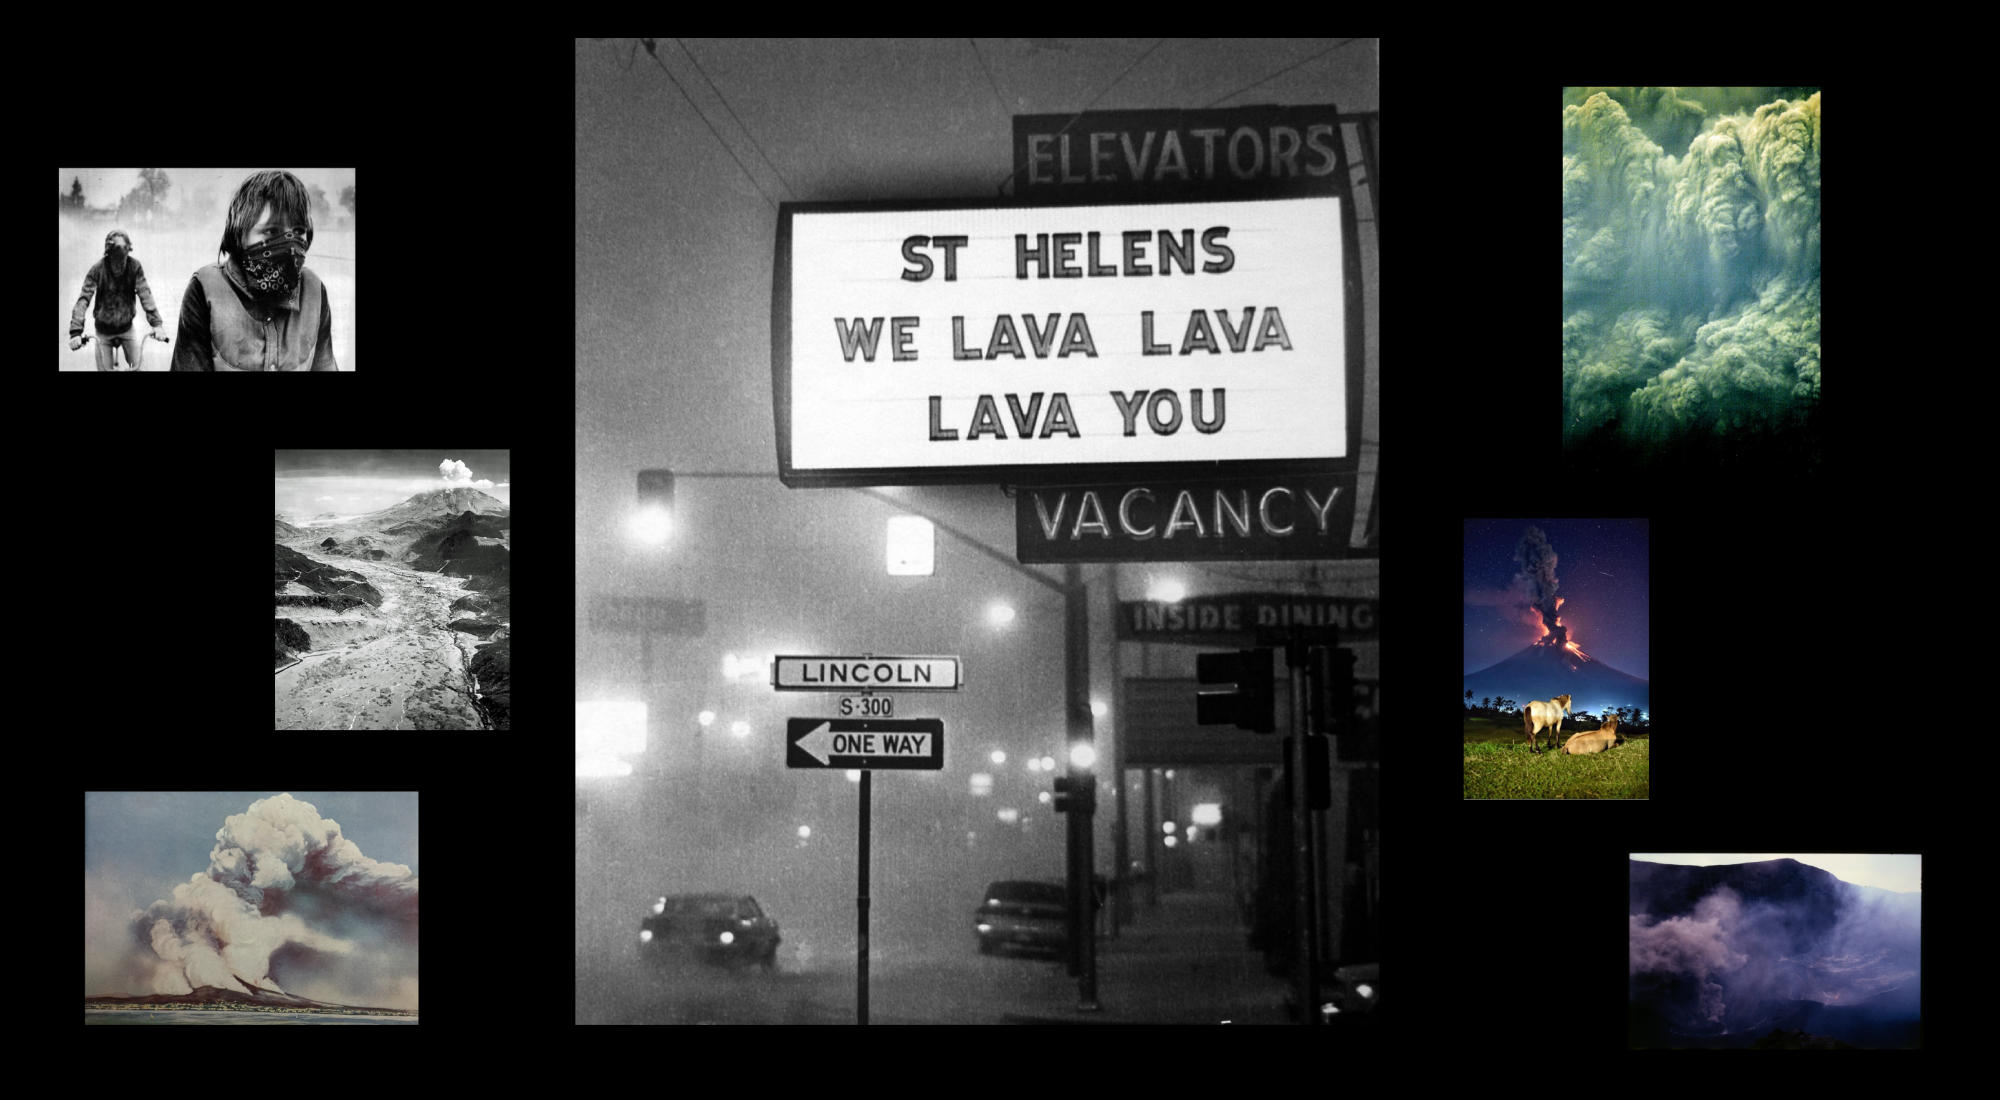 ELEVATORS
ST HELENS
WE LAVA LAVA
LAVA YOU
VACANCY
INSIDE DINING
LINCOLN
S·300
ONE WAY